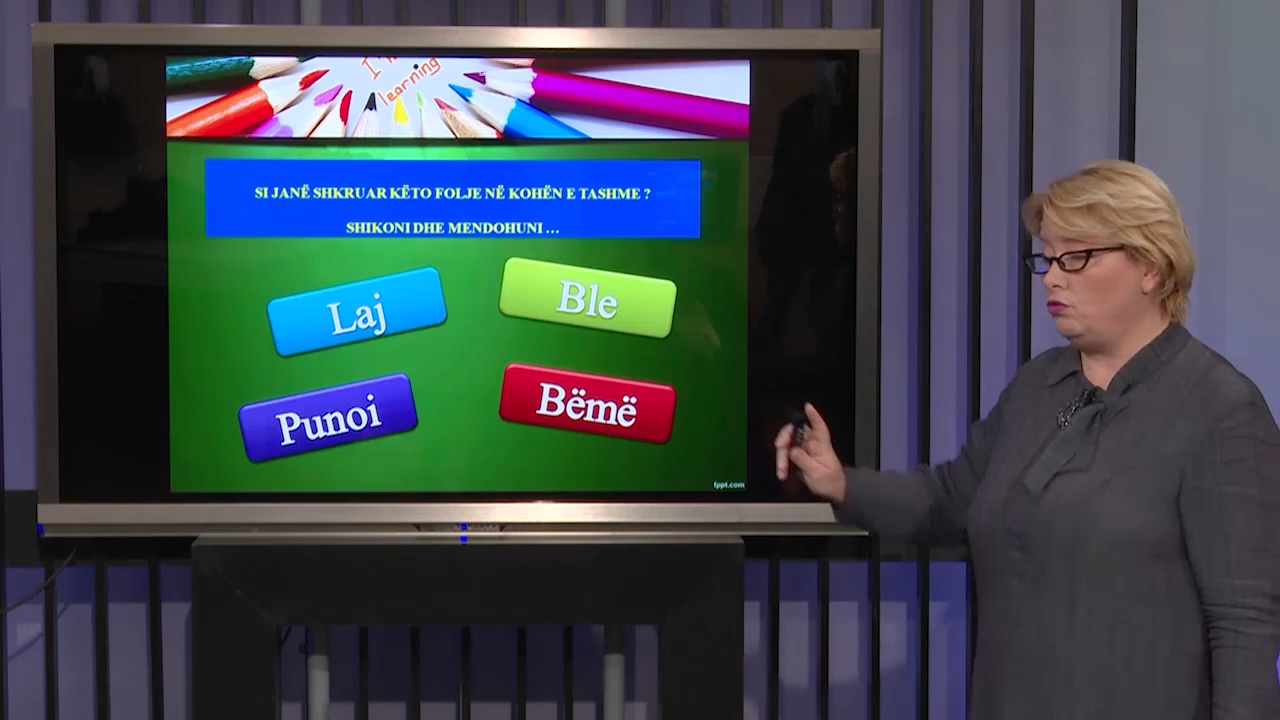 I'm
learning
SI JANË SHKRUAR KËTO FOLJE NË KOHËN E TASHME ?
SHIKONI DHE MENDOHUNI ...
Laj
Ble
Punoi
Bëmë
fppt.com